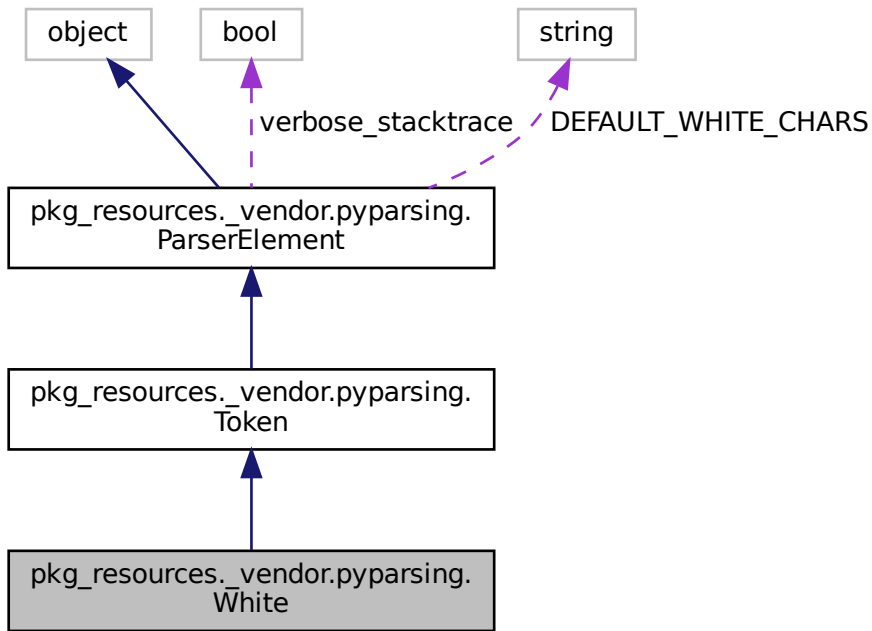 object
bool
string
verbose_stacktrace
DEFAULT_WHITE_CHARS
pkg_resources._vendor.pyparsing.
ParserElement
pkg_resources._vendor.pyparsing.
Token
pkg_resources._vendor.pyparsing.
White